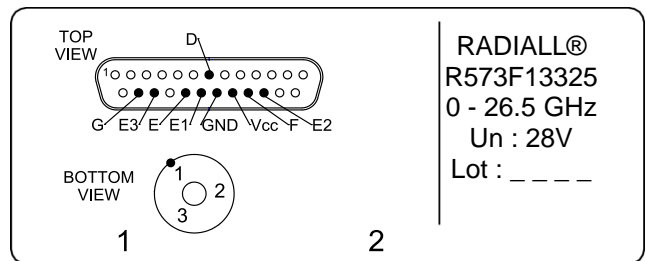 TOP
VIEW
D
1
G E3 E E1 GND Vcc F E2
BOTTOM
VIEW
1
2
3
1 2
RADIALL®
R573F13325
0 - 26.5 GHz
Un : 28V
Lot : _ _ _ _